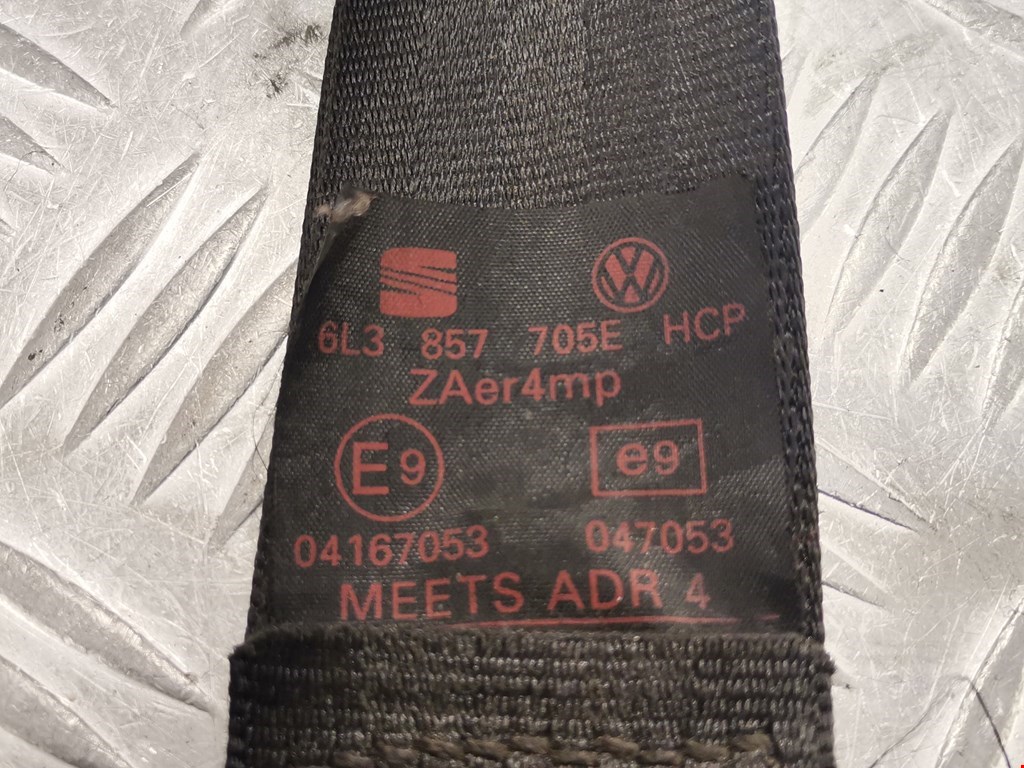 6L3 857 705E HCP
ZAer4mp
E9 e9
04167053 047053
MEETS ADR 4